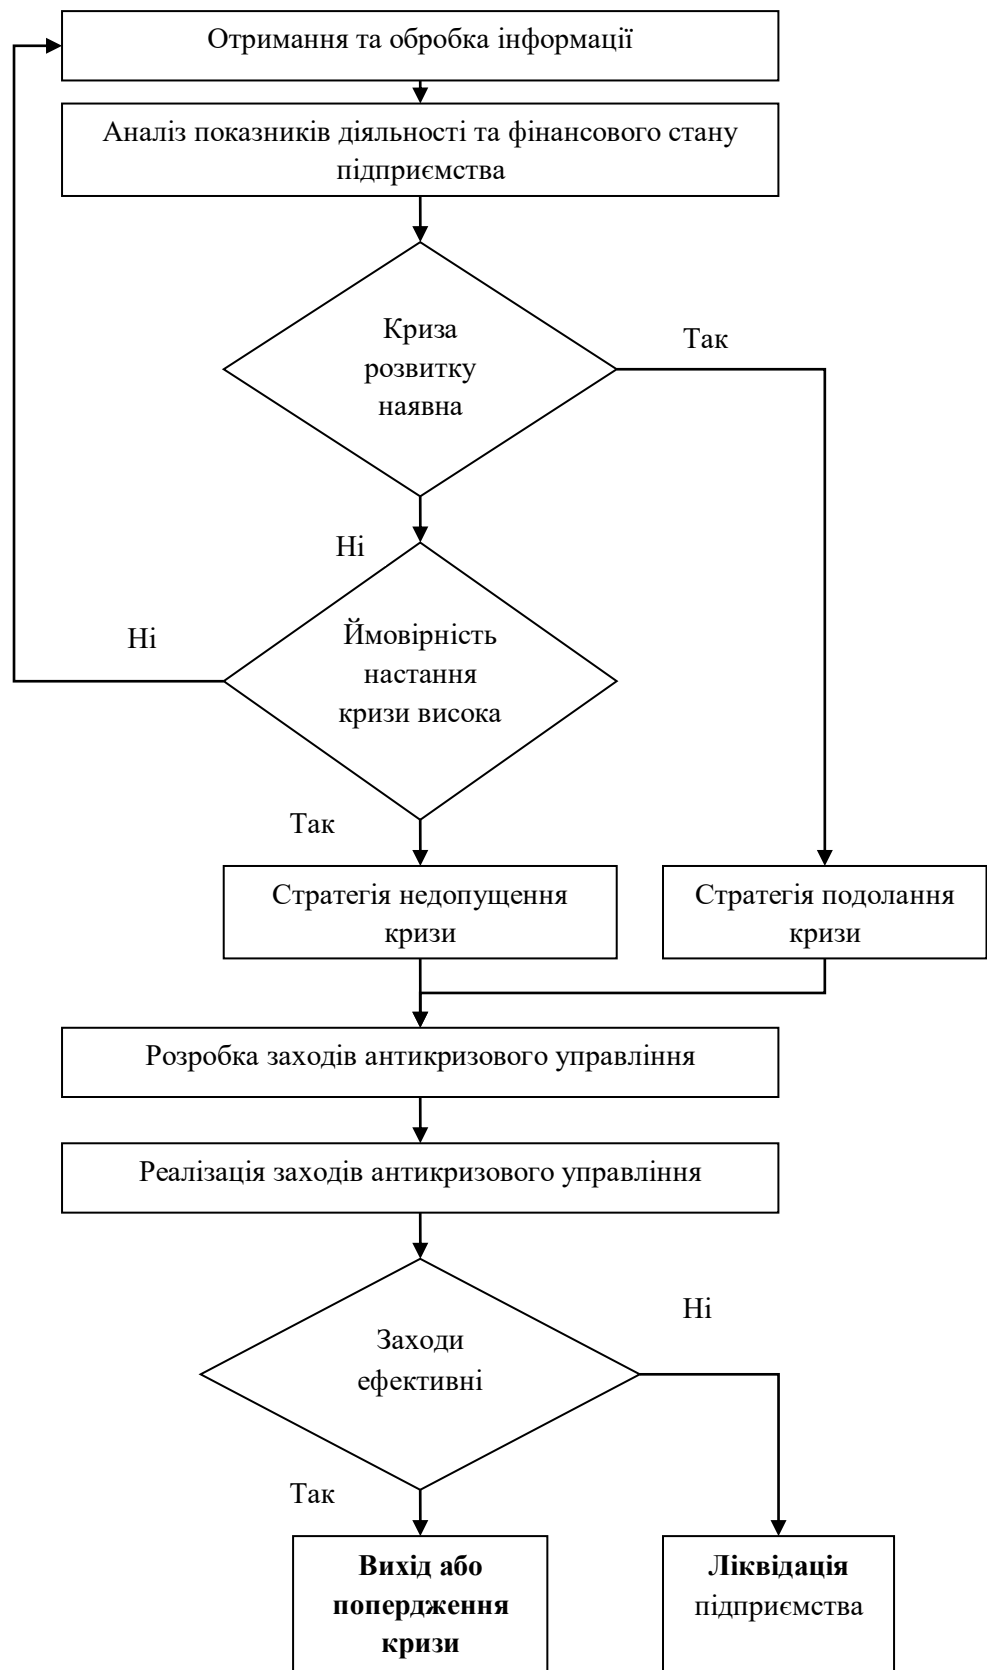 Отримання та обробка інформації
Аналіз показників діяльності та фінансового стану
підприємства
Криза
розвитку
наявна
Так
Ні
Ймовірність
настання
кризи висока
Ні
Так
Стратегія недопущення
кризи
Стратегія подолання
кризи
Розробка заходів антикризового управління
Реалізація заходів антикризового управління
Заходи
ефективні
Ні
Так
Вихід або
попердження
кризи
Ліквідація
підприємства